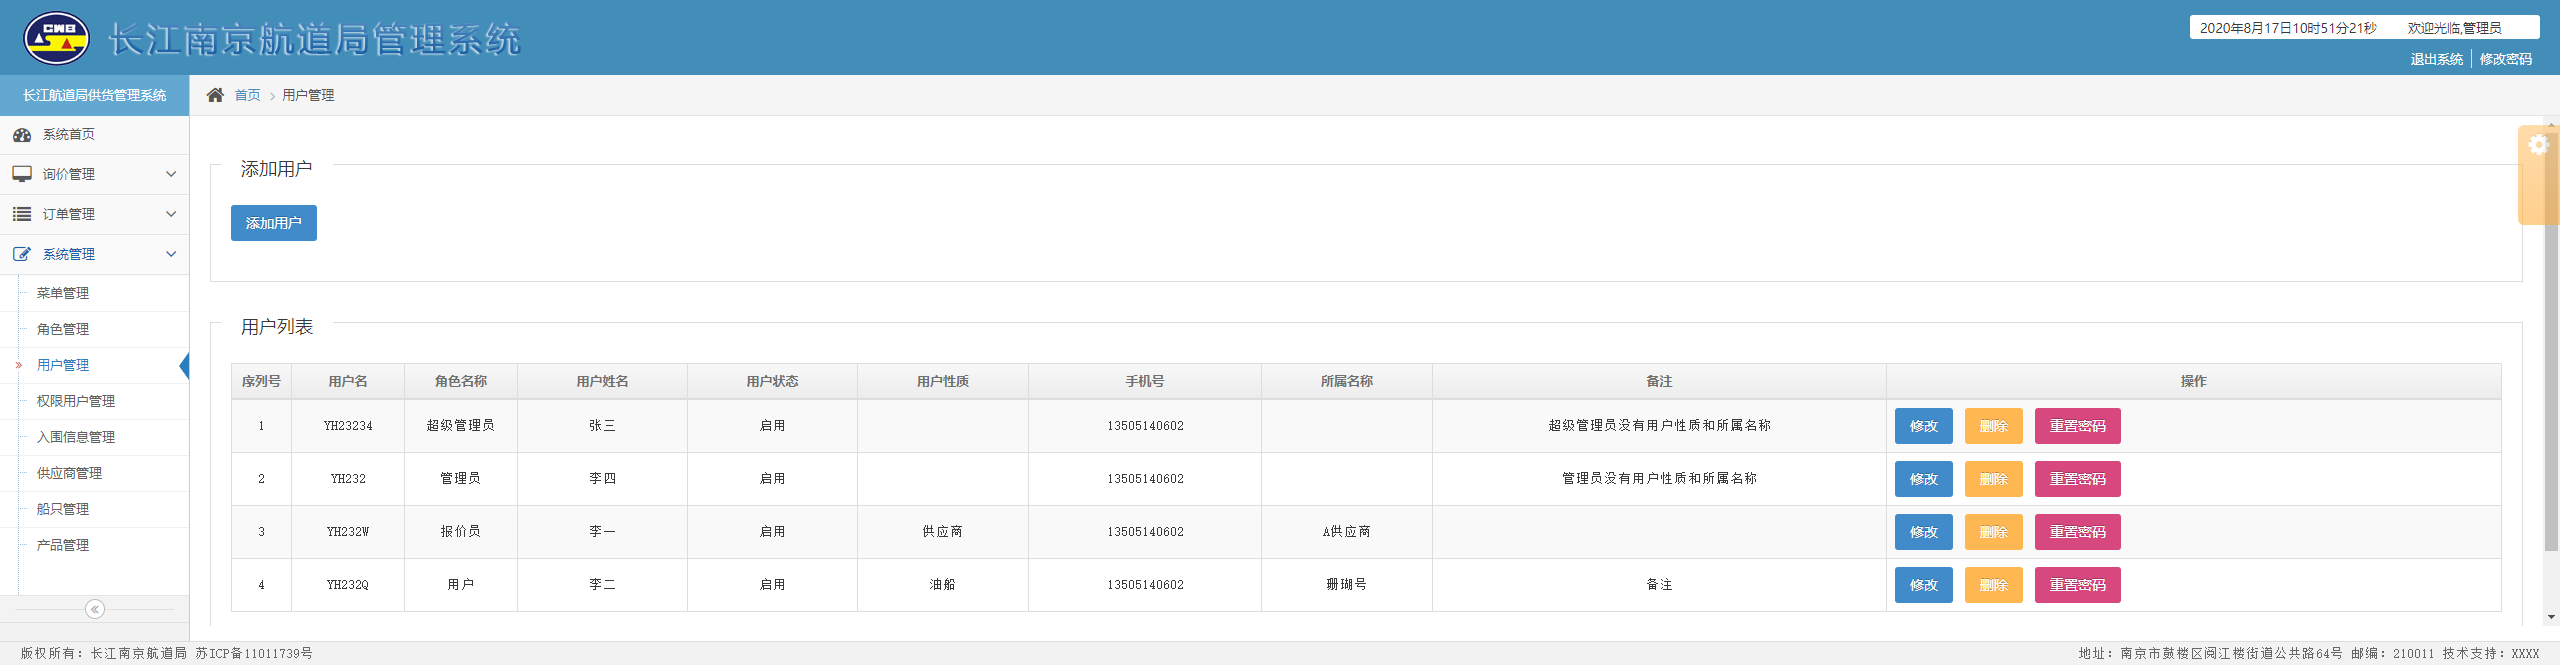 CWB 长江南京航道局管理系统
2020年8月17日10时51分21秒 欢迎光临,管理员
退出系统 修改密码
长江航道局供货管理系统
首页 用户管理
系统首页
询价管理
订单管理
系统管理
菜单管理
角色管理
用户管理
权限用户管理
入围信息管理
供应商管理
船只管理
产品管理
添加用户
添加用户
用户列表
序列号 用户名 角色名称 用户姓名 用户状态 用户性质 手机号 所属名称 备注 操作
1 YH23234 超级管理员 张三 启用 13505140602 超级管理员没有用户性质和所属名称 修改 删除 重置密码
2 YH232 管理员 李四 启用 13505140602 管理员没有用户性质和所属名称 修改 删除 重置密码
3 YH232W 报价员 李一 启用 供应商 13505140602 A供应商 修改 删除 重置密码
4 YH232Q 用户 李二 启用 油船 13505140602 珊瑚号 备注 修改 删除 重置密码
版权所有：长江南京航道局 苏ICP备11011739号
地址：南京市鼓楼区阅江楼街道公共路64号 邮编：210011 技术支持：XXXX